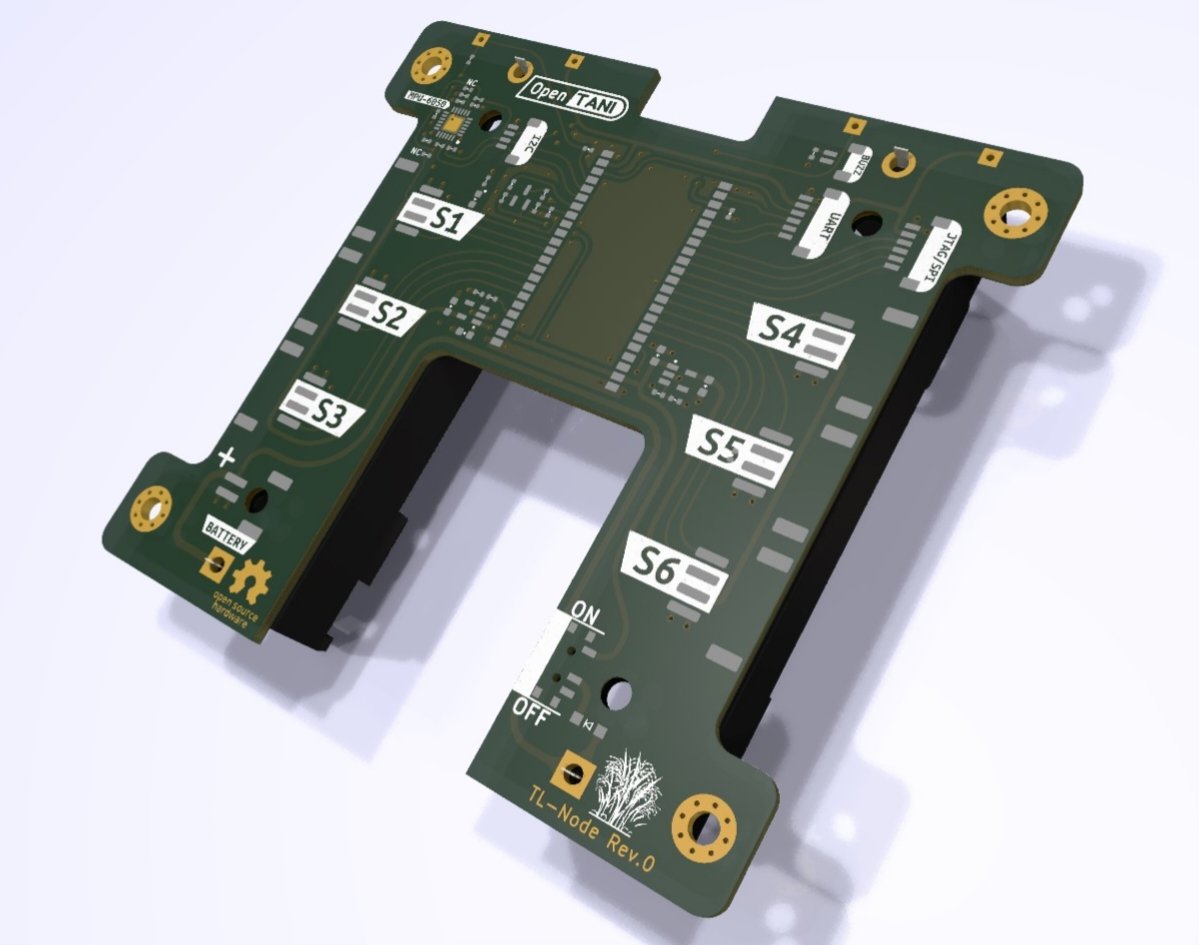 NC
MPU-6050
Open TANI
NC
I2C
BUZZ
UART
JTAG/SPI
S1
S2
S3
S4
S5
S6
+
BATTERY
open source
hardware
ON
OFF
TL-Node Rev.0